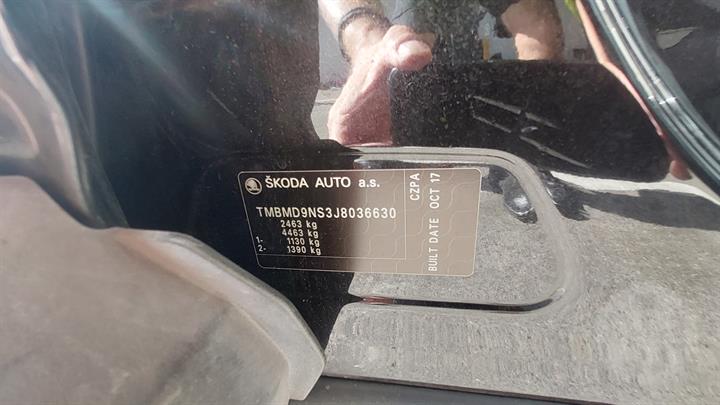 ŠKODA AUTO a.s.
TMBMD9NS3J8036630
2463 kg
4463 kg
1- 1130 kg
2- 1390 kg
CZPA
BUILT DATE OCT 17